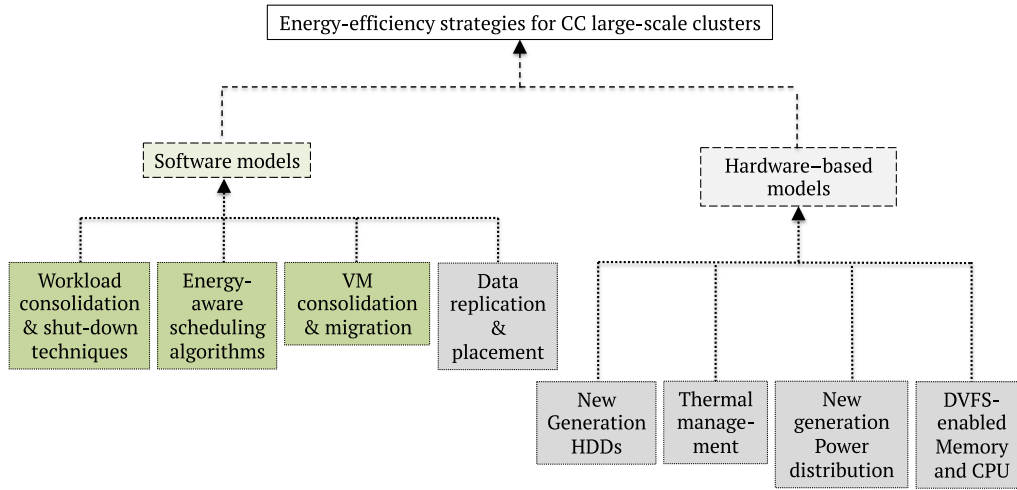 Energy-efficiency strategies for CC large-scale clusters
Software models
Hardware–based
models
Workload
consolidation
& shut-down
techniques
Energy-
aware
scheduling
algorithms
VM
consolidation
& migration
Data
replication
&
placement
New
Generation
HDDs
Thermal
manage-
ment
New
generation
Power
distribution
DVFS-
enabled
Memory
and CPU